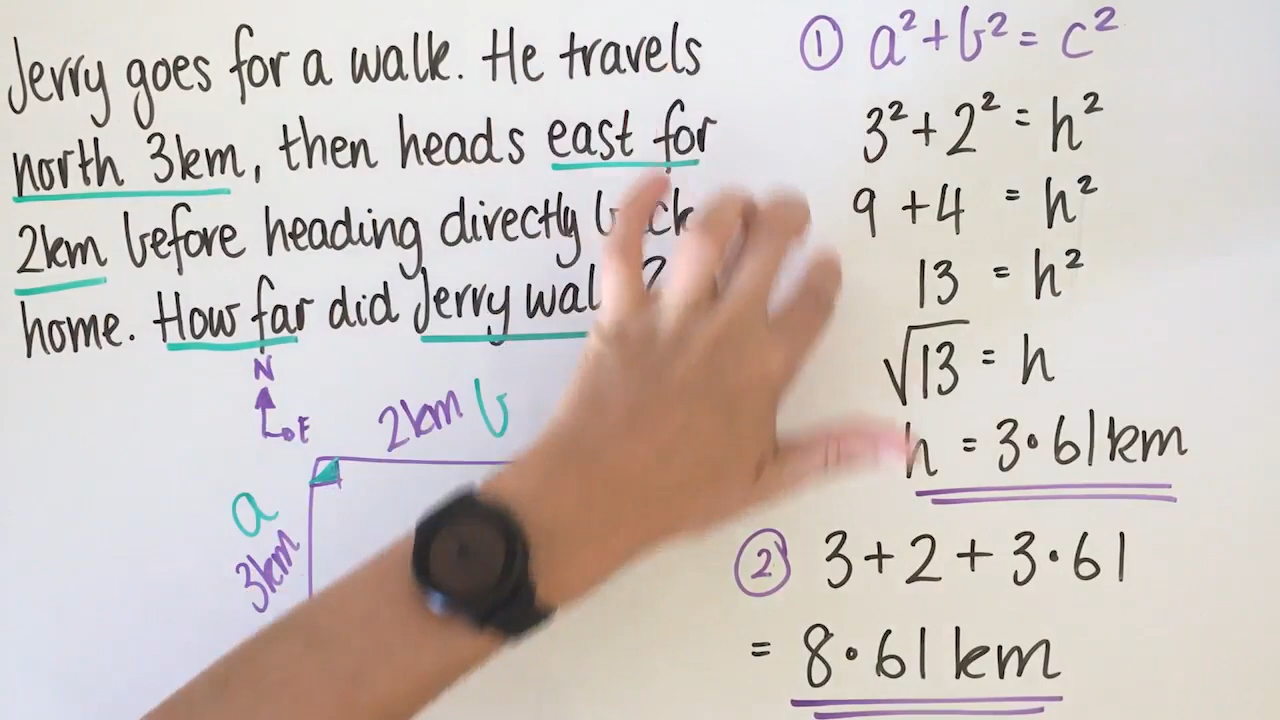 Jerry goes for a walk. He travels
north 3km, then heads east for
2km before heading directly
home. How far did Jerry
N
E
2km b
a
3km
① a² + b² = c²
3² + 2² = h²
9 + 4 = h²
13 = h²
√13 = h
h = 3·61km
② 3 + 2 + 3·61
= 8·61 km